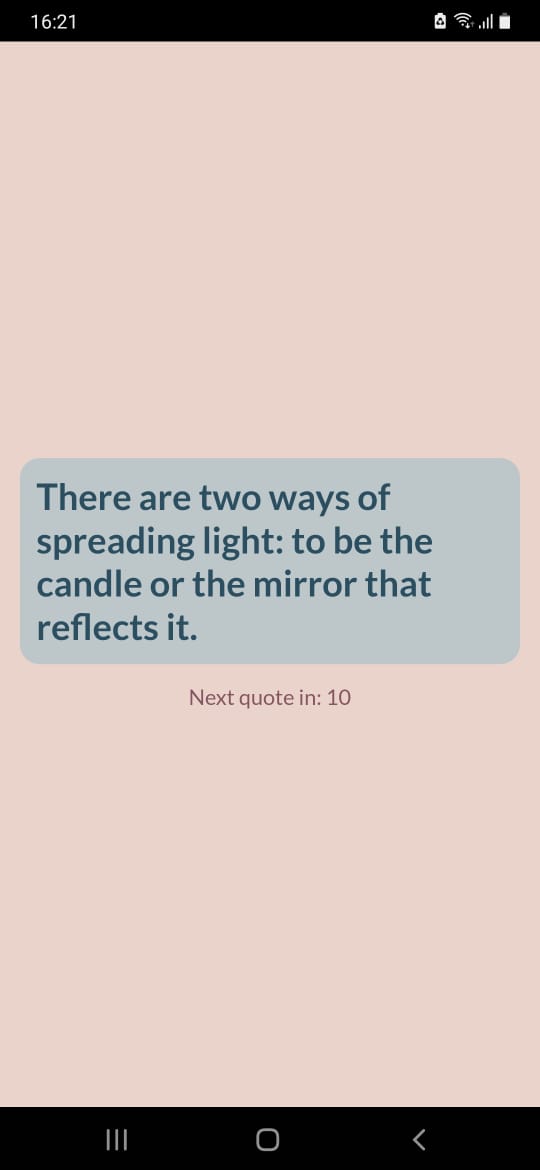 16:21
There are two ways of
spreading light: to be the
candle or the mirror that
reflects it.
Next quote in: 10